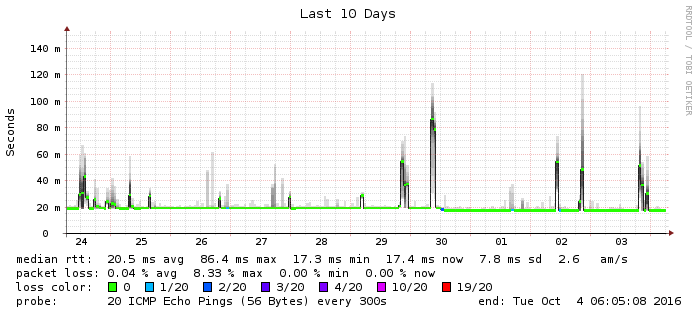 Last 10 Days
RRDTOOL / TOBI OETIKER
Seconds
140 m
120 m
100 m
80 m
60 m
40 m
20 m
0
24 25 26 27 28 29 30 01 02 03
median rtt: 20.5 ms avg 86.4 ms max 17.3 ms min 17.4 ms now 7.8 ms sd 2.6 am/s
packet loss: 0.04 % avg 8.33 % max 0.00 % min 0.00 % now
loss color: 0 1/20 2/20 3/20 4/20 10/20 19/20
probe: 20 ICMP Echo Pings (56 Bytes) every 300s end: Tue Oct 4 06:05:08 2016